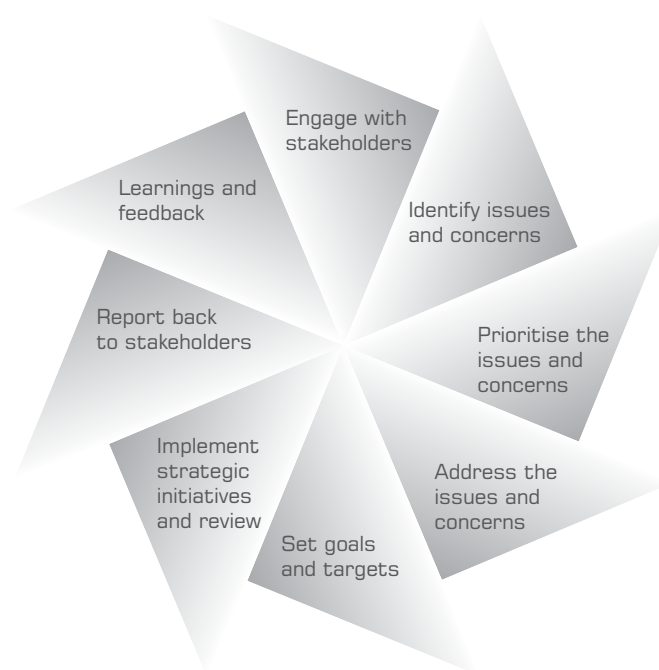 Engage with
stakeholders
Identify issues
and concerns
Prioritise the
issues and
concerns
Address the
issues and
concerns
Set goals
and targets
Implement
strategic
initiatives
and review
Report back
to stakeholders
Learnings and
feedback